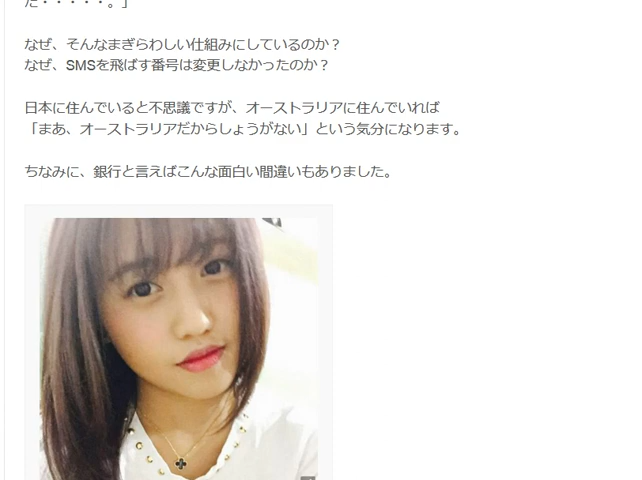 た・・・・・。」
なぜ、そんなまぎらわしい仕組みにしているのか？
なぜ、SMSを飛ばす番号は変更しなかったのか？
日本に住んでいると不思議ですが、オーストラリアに住んでいれば
「まあ、オーストラリアだからしょうがない」という気分になります。
ちなみに、銀行と言えばこんな面白い間違いもありました。